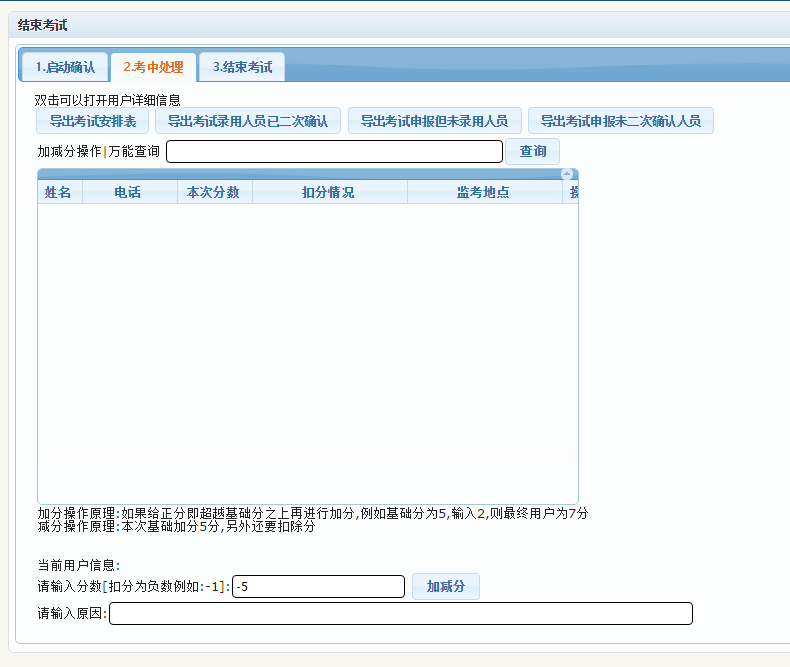 结束考试
1.启动确认 2.考中处理 3.结束考试
双击可以打开用户详细信息
导出考试安排表 导出考试录用人员已二次确认 导出考试申报但未录用人员 导出考试申报未二次确认人员
加减分操作|万能查询 查询
姓名 电话 本次分数 扣分情况 监考地点
加分操作原理:如果给正分即超越基础分之上再进行加分,例如基础分为5,输入2,则最终用户为7分
减分操作原理:本次基础加分5分,另外还要扣除分
当前用户信息:
请输入分数[扣分为负数例如:-1]: -5 加减分
请输入原因: